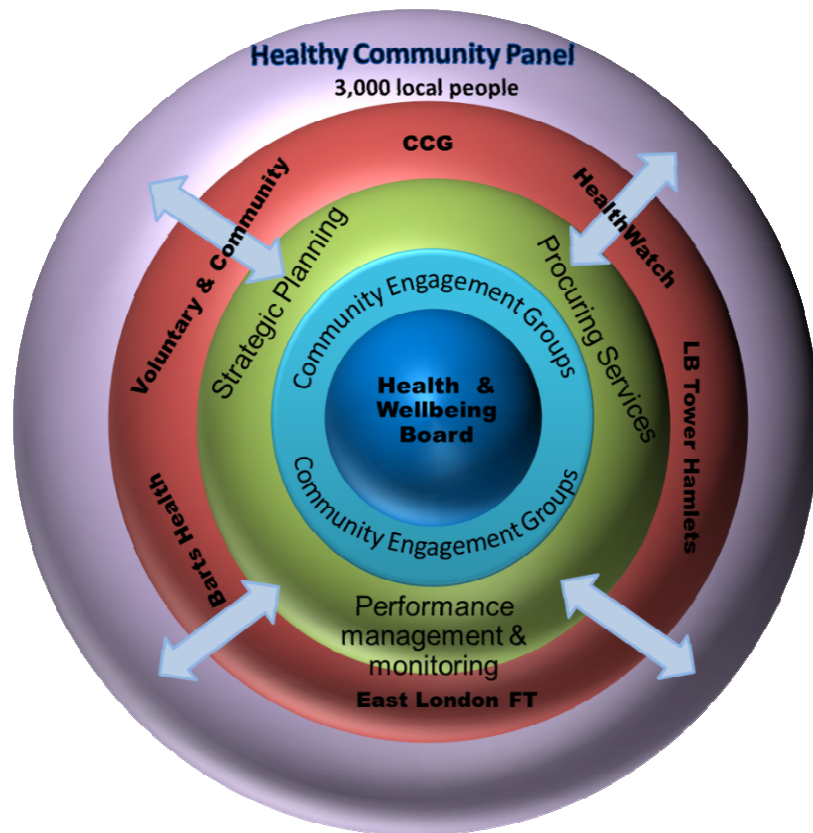 Healthy Community Panel
3,000 local people
CCG
Voluntary & Community
HealthWatch
Strategic Planning
Procuring Services
Community Engagement Groups
Health &
Wellbeing
Board
LB Tower Hamlets
Community Engagement Groups
Barts Health
Performance
management &
monitoring
East London FT